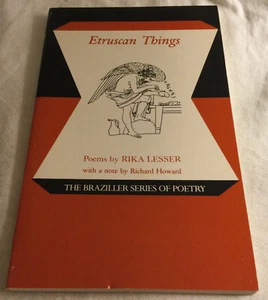 Etruscan Things
Poems by RIKA LESSER
with a note by Richard Howard
THE BRAZILLER SERIES OF POETRY